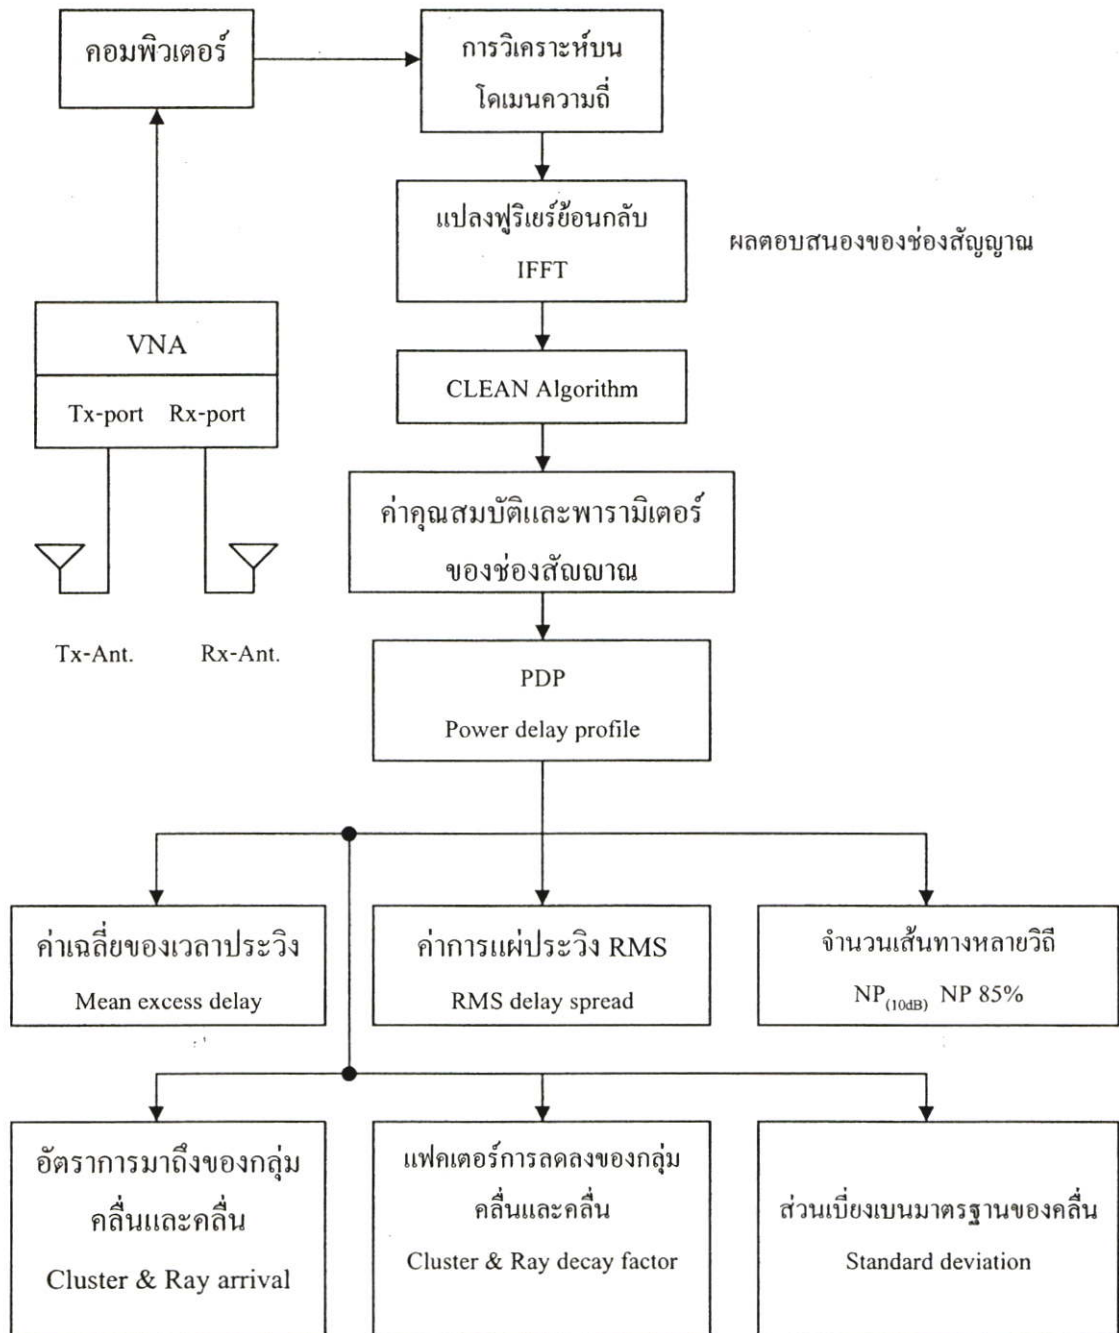 คอมพิวเตอร์
การวิเคราะห์บน
โดเมนความถี่
แปลงฟูริเยร์ย้อนกลับ
IFFT
ผลตอบสนองของช่องสัญญาณ
VNA
Tx-port Rx-port
CLEAN Algorithm
ค่าคุณสมบัติและพารามิเตอร์
ของช่องสัญญาณ
Tx-Ant. Rx-Ant.
PDP
Power delay profile
ค่าเฉลี่ยของเวลาประวิง
Mean excess delay
ค่าการแผ่ประวิง RMS
RMS delay spread
จำนวนเส้นทางหลายวิถี
NP(10dB) NP 85%
อัตราการมาถึงของกลุ่ม
คลื่นและคลื่น
Cluster & Ray arrival
แฟคเตอร์การลดลงของกลุ่ม
คลื่นและคลื่น
Cluster & Ray decay factor
ส่วนเบี่ยงเบนมาตรฐานของคลื่น
Standard deviation